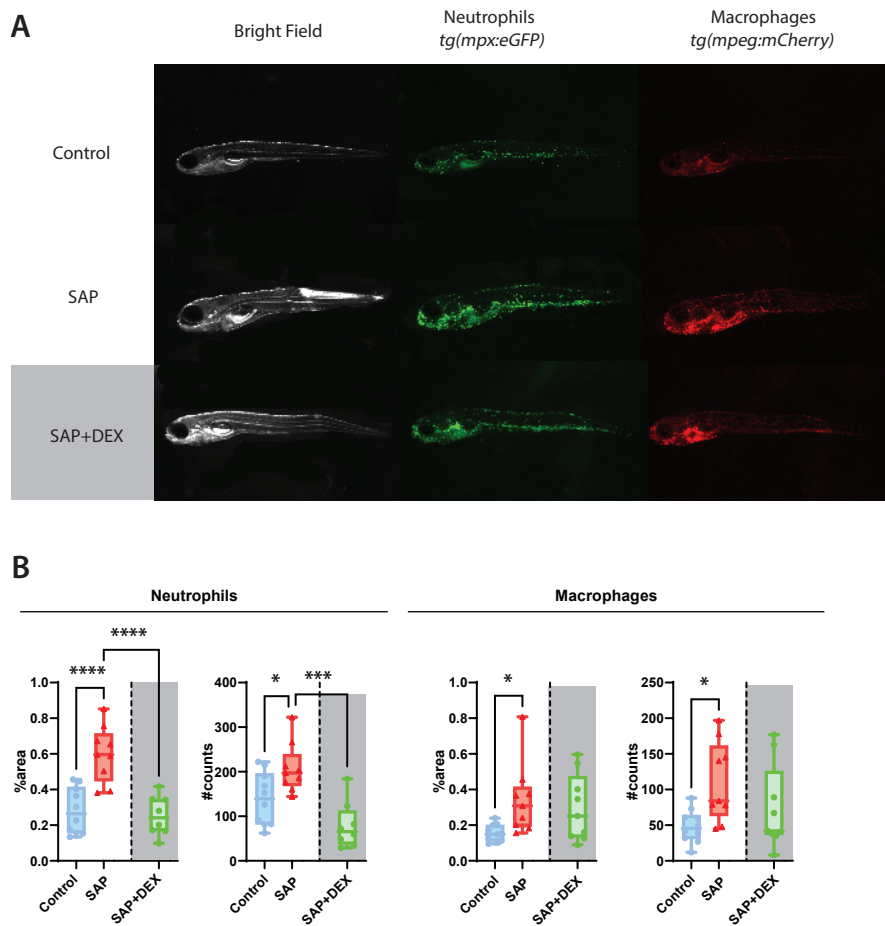 A
Bright Field
Neutrophils
tg(mpx:eGFP)
Macrophages
tg(mpeg:mCherry)
Control
SAP
SAP+DEX
B
Neutrophils
Macrophages
%area
1.0
0.8
0.6
0.4
0.2
0.0
****
****
Control
SAP
SAP+DEX
#counts
400
300
200
100
0
*
***
Control
SAP
SAP+DEX
%area
1.0
0.8
0.6
0.4
0.2
0.0
*
Control
SAP
SAP+DEX
#counts
250
200
150
100
50
0
*
Control
SAP
SAP+DEX